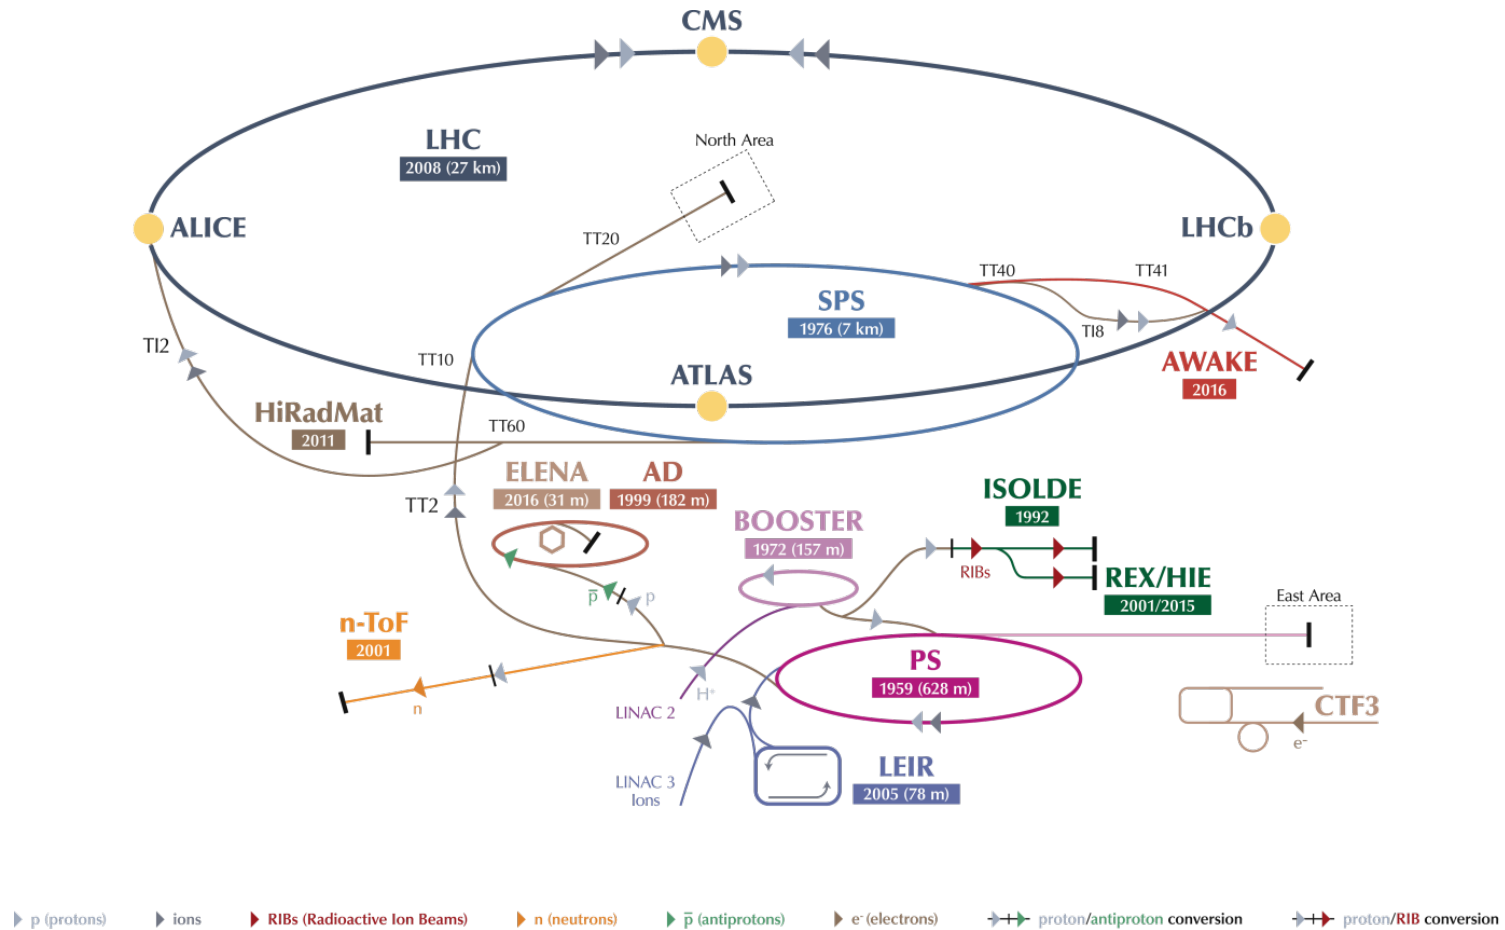 CMS
LHC
2008 (27 km)
North Area
ALICE
TT20
LHCb
TT40
TT41
SPS
1976 (7 km)
TI8
TI2
TT10
ATLAS
AWAKE
2016
HiRadMat
2011
TT60
ELENA
2016 (31 m)
AD
1999 (182 m)
TT2
ISOLDE
1992
BOOSTER
1972 (157 m)
RIBs
REX/HIE
2001/2015
p̅
p
East Area
n-ToF
2001
PS
1959 (628 m)
n
H⁺
LINAC 2
CTF3
e⁻
LEIR
2005 (78 m)
LINAC 3
Ions
p (protons)
ions
RIBs (Radioactive Ion Beams)
n (neutrons)
p̅ (antiprotons)
e⁻ (electrons)
proton/antiproton conversion
proton/RIB conversion